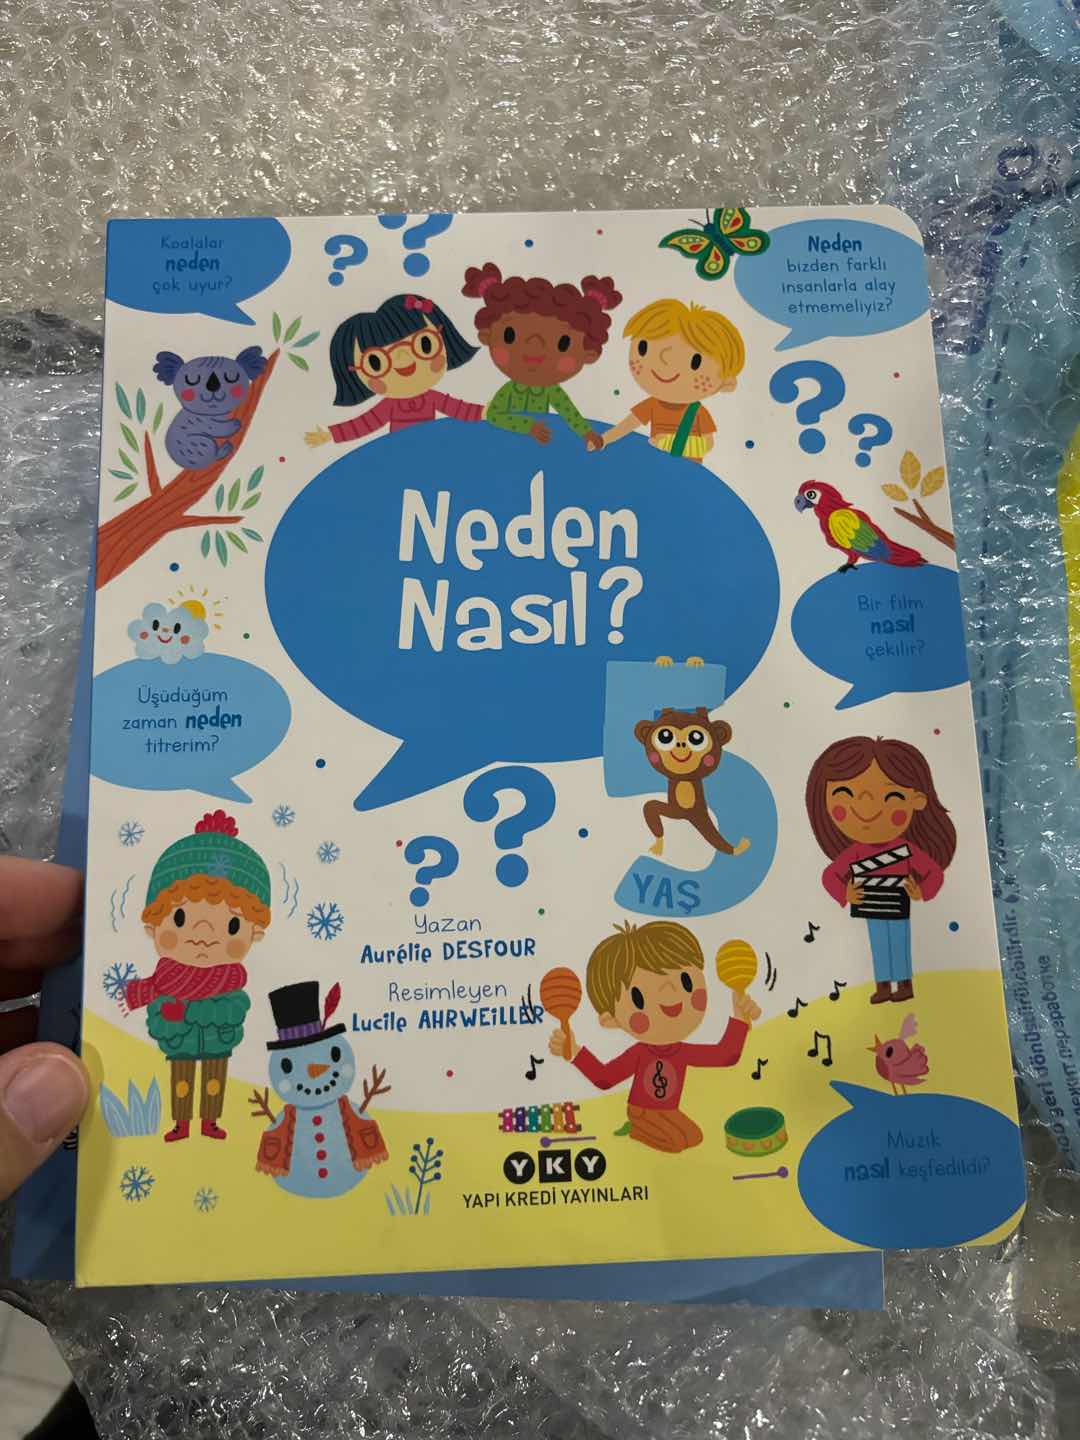 Koalalar
neden
çok uyur?
Neden
bizden farklı
insanlarla alay
etmemeliyiz?
Neden
Nasıl?
Bir film
nasıl
çekilir?
Üşüdüğüm
zaman neden
titrerim?
5
YAŞ
Yazan
Aurélie DESFOUR
Resimleyen
Lucile AHRWEILLER
Müzik
nasıl keşfedildi?
YKY
YAPI KREDİ YAYINLARI